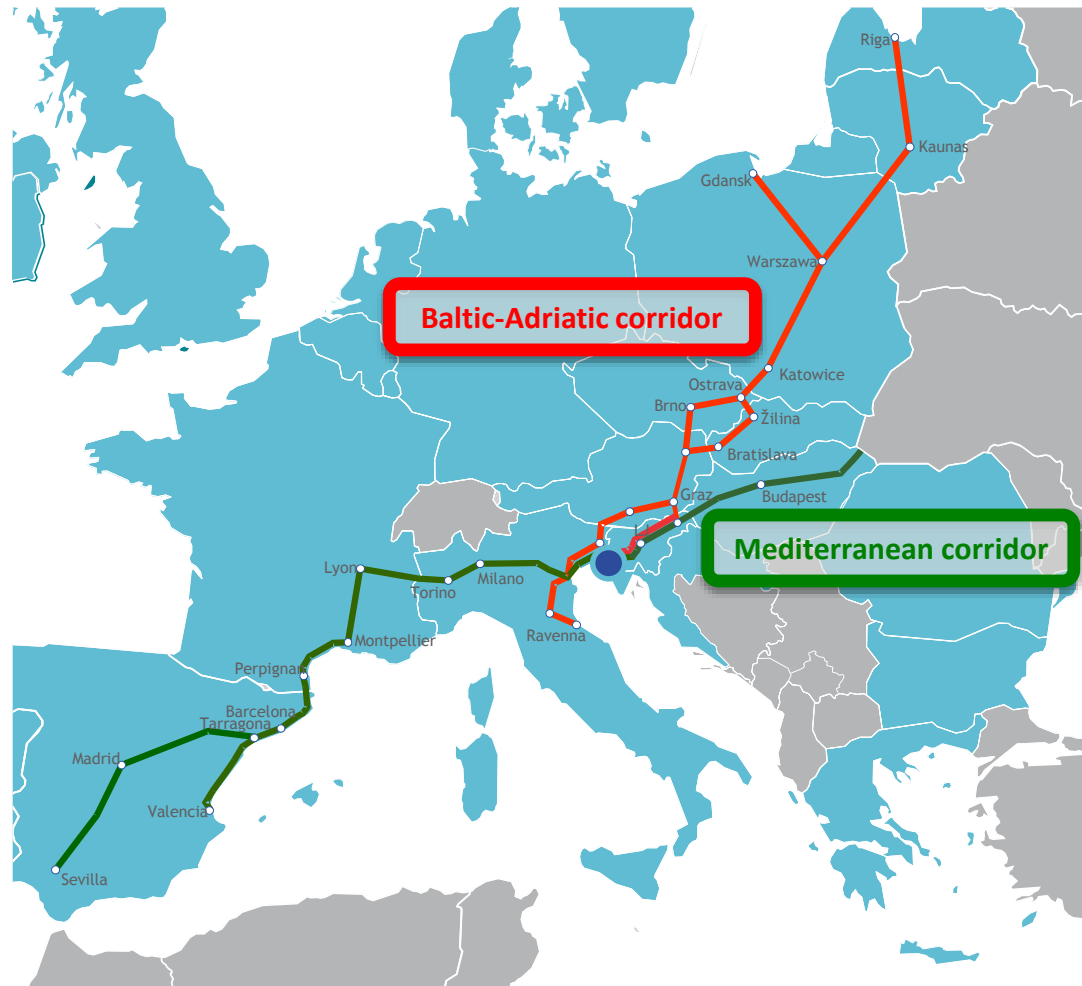 Riga
Kaunas
Gdansk
Warszawa
Baltic-Adriatic corridor
Katowice
Ostrava
Brno
Žilina
Bratislava
Graz
Budapest
Mediterranean corridor
Lyon
Milano
Torino
Ravenna
Montpellier
Perpignan
Barcelona
Tarragona
Madrid
Valencia
Sevilla